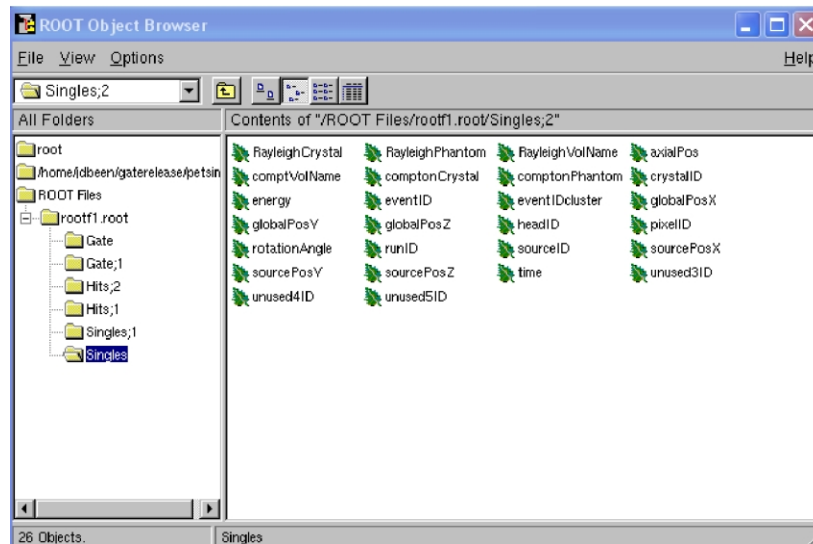 ROOT Object Browser
File View Options Help
Singles;2
All Folders
Contents of "/ROOT Files/rootf1.root/Singles;2"
root
/home/idbeen/gaterelease/petsin
ROOT Files
rootf1.root
Gate
Gate;1
Hits;2
Hits;1
Singles;1
Singles
RayleighCrystal RayleighPhantom RayleighVolName axialPos
comptVolName comptonCrystal comptonPhantom crystalID
energy eventID eventIDcluster globalPosX
globalPosY globalPosZ headID pixelID
rotationAngle runID sourceID sourcePosX
sourcePosY sourcePosZ time unused3ID
unused4ID unused5ID
26 Objects. Singles